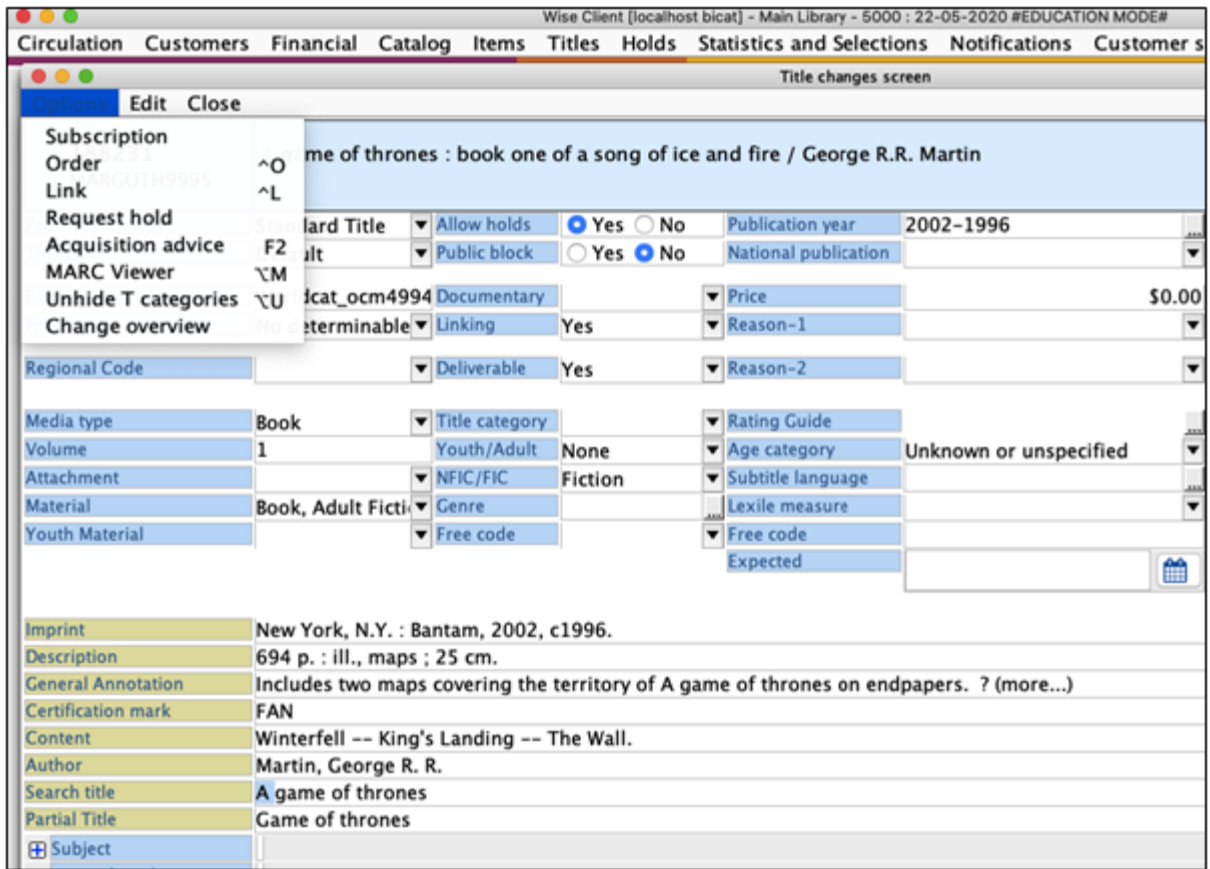 Wise Client [localhost bicat] - Main Library - 5000 : 22-05-2020 #EDUCATION MODE#
Circulation Customers Financial Catalog Items Titles Holds Statistics and Selections Notifications Customer s
Title changes screen
Options Edit Close
Subscription
Order ^O
Link ^L
Request hold
Acquisition advice F2
MARC Viewer ⌥M
Unhide T categories ⌥U
Change overview
me of thrones : book one of a song of ice and fire / George R.R. Martin
dard Title Allow holds Yes No Publication year 2002-1996 ...
ult Public block Yes No National publication
dcat_ocm4994 Documentary Price $0.00
No determinable Linking Yes Reason-1
Regional Code Deliverable Yes Reason-2
Media type Book Title category Rating Guide ...
Volume 1 Youth/Adult None Age category Unknown or unspecified
Attachment NFIC/FIC Fiction Subtitle language ...
Material Book, Adult Ficti Genre ... Lexile measure
Youth Material Free code Free code
Expected
Imprint New York, N.Y. : Bantam, 2002, c1996.
Description 694 p. : ill., maps ; 25 cm.
General Annotation Includes two maps covering the territory of A game of thrones on endpapers. ? (more...)
Certification mark FAN
Content Winterfell -- King's Landing -- The Wall.
Author Martin, George R. R.
Search title A game of thrones
Partial Title Game of thrones
Subject